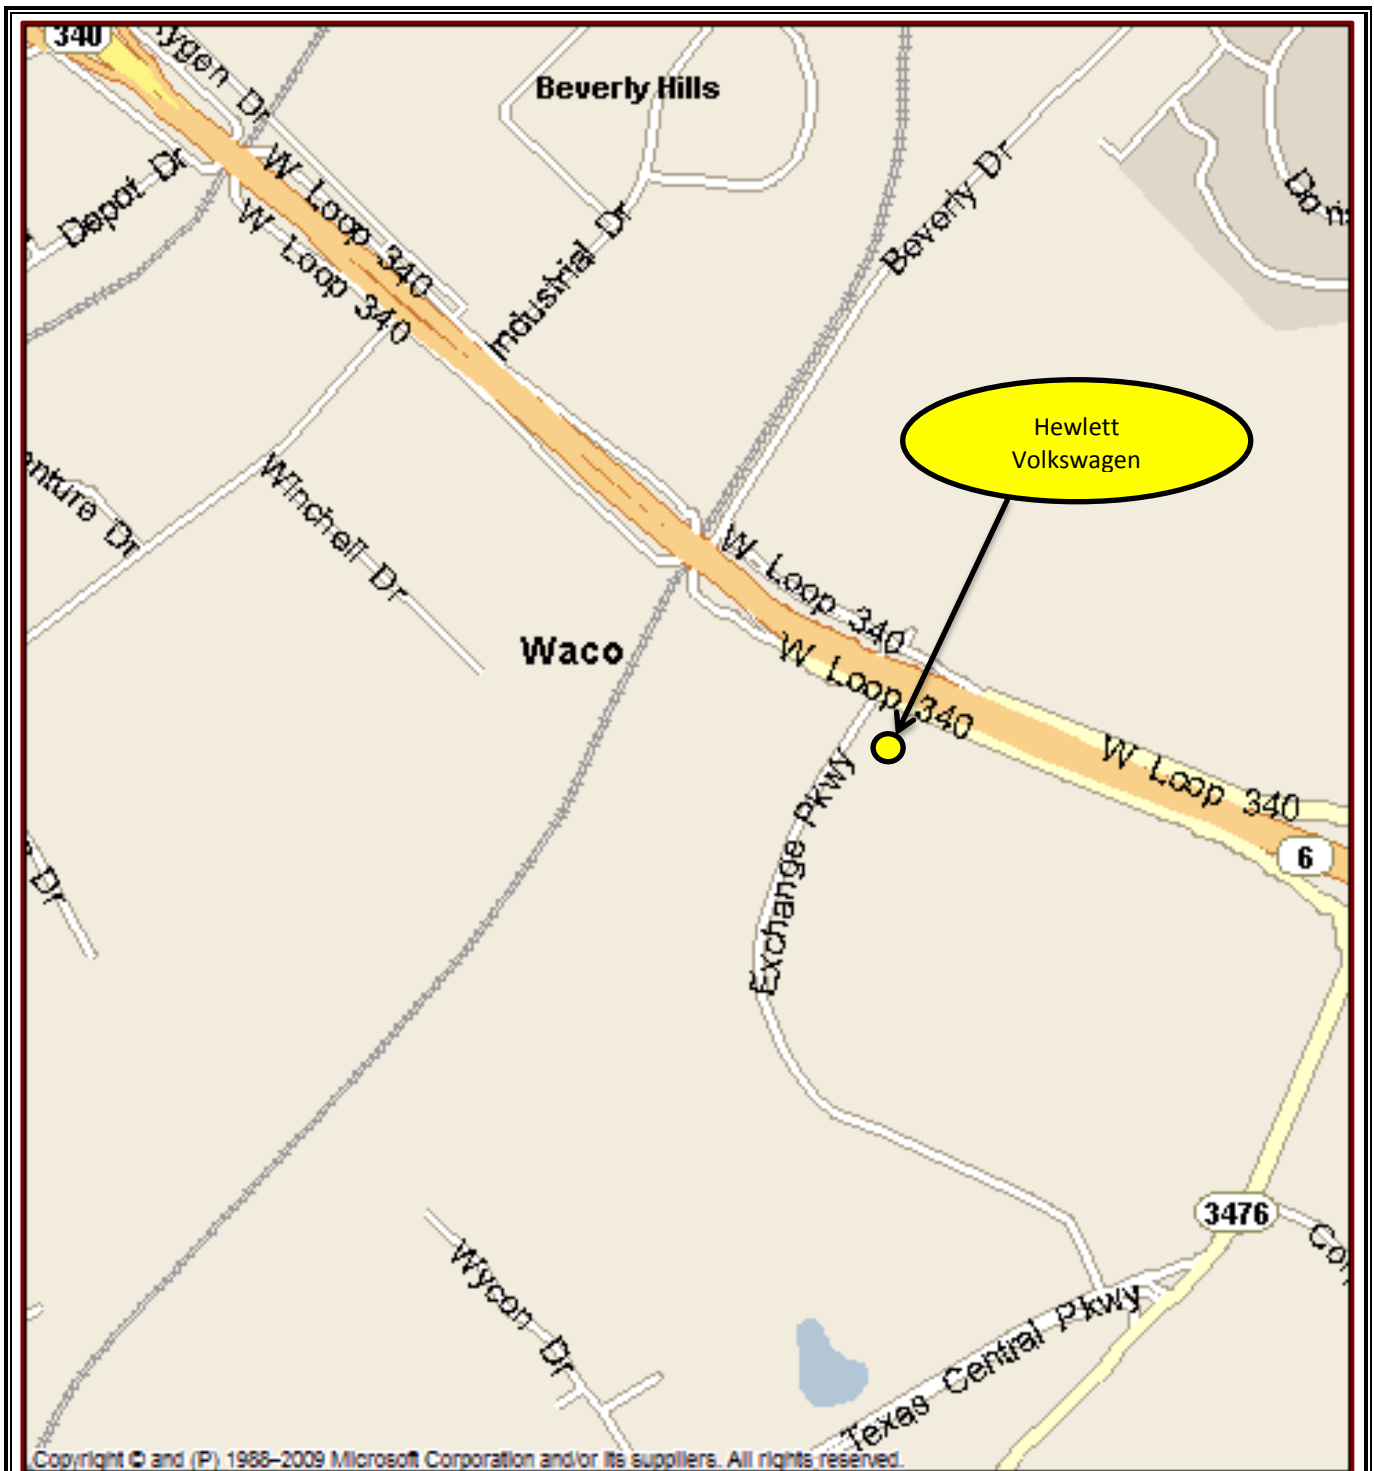 340
Beverly Hills
Depot Dr
W Loop 340
W Loop 340
Industrial Dr
Beverly Dr
Hewlett
Volkswagen
Winchell Dr
Dr
W Loop 340
Waco
W Loop 340
W Loop 340
6
Exchange Pkwy
Dr
3476
Wycon Dr
Texas Central Pkwy
Copyright © and (P) 1988–2009 Microsoft Corporation and/or its suppliers. All rights reserved.